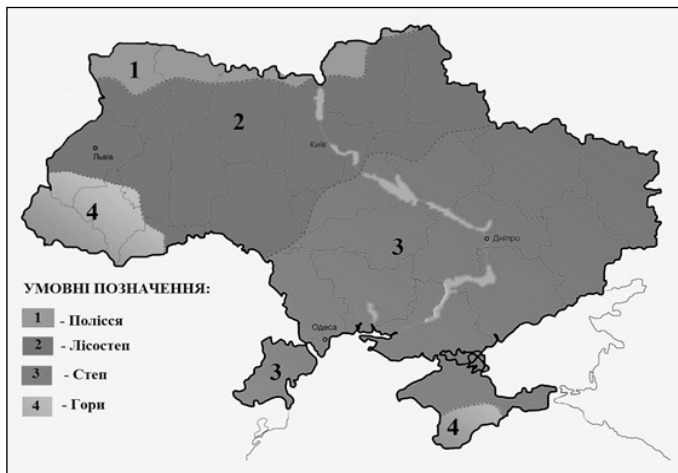 1
2
Київ
Львів
4
3
Дніпро
УМОВНІ ПОЗНАЧЕННЯ:
1 - Полісся
2 - Лісостеп
3 - Степ
4 - Гори
Одеса
3
4